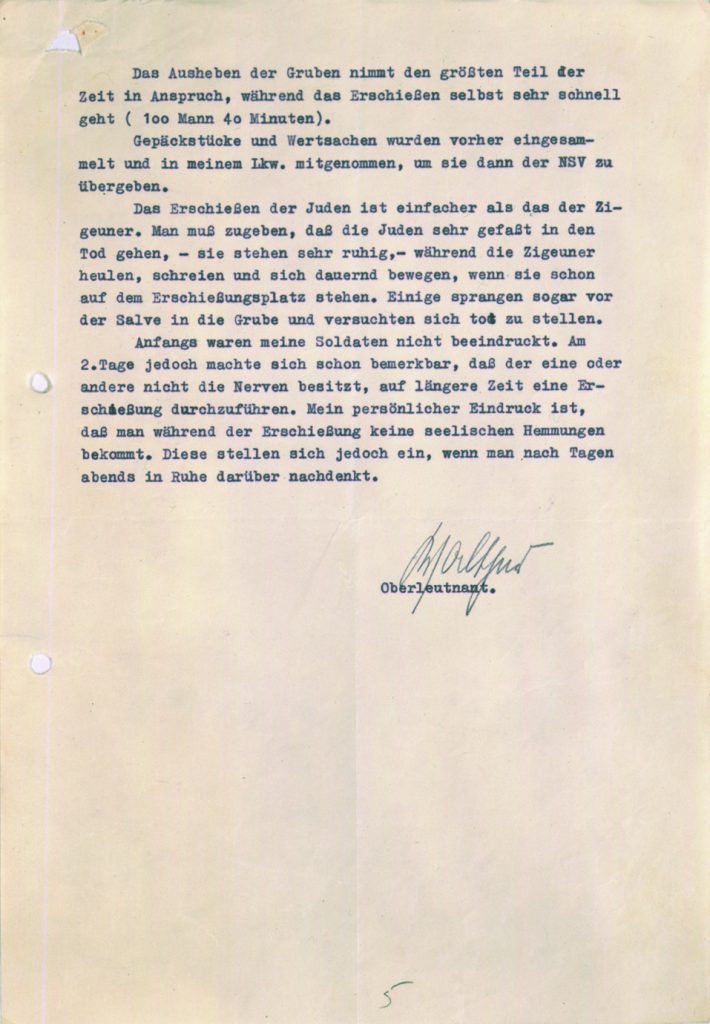 Das Ausheben der Gruben nimmt den größten Teil der
Zeit in Anspruch, während das Erschießen selbst sehr schnell
geht ( 1oo Mann 4o Minuten).
Gepäckstücke und Wertsachen wurden vorher eingesam-
melt und in meinem Lkw. mitgenommen, um sie dann der NSV zu
übergeben.
Das Erschießen der Juden ist einfacher als das der Zi-
geuner. Man muß zugeben, daß die Juden sehr gefaßt in den
Tod gehen, - sie stehen sehr ruhig,- während die Zigeuner
heulen, schreien und sich dauernd bewegen, wenn sie schon
auf dem Erschießungsplatz stehen. Einige sprangen sogar vor
der Salve in die Grube und versuchten sich tot zu stellen.
Anfangs waren meine Soldaten nicht beeindruckt. Am
2.Tage jedoch machte sich schon bemerkbar, daß der eine oder
andere nicht die Nerven besitzt, auf längere Zeit eine Er-
schießung durchzuführen. Mein persönlicher Eindruck ist,
daß man während der Erschießung keine seelischen Hemmungen
bekommt. Diese stellen sich jedoch ein, wenn man nach Tagen
abends in Ruhe darüber nachdenkt.
Walther
Oberleutnant.
5